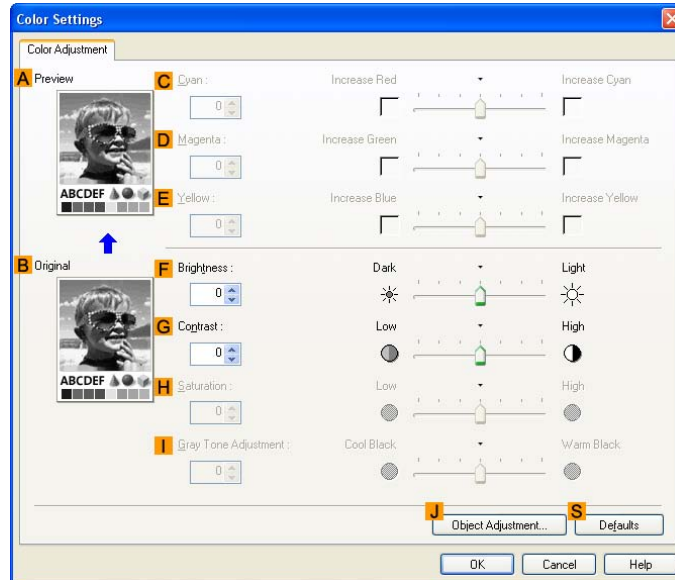 Color Settings
Color Adjustment
A Preview
C Cyan : Increase Red Increase Cyan
0
D Magenta : Increase Green Increase Magenta
0
ABCDEF
E Yellow : Increase Blue Increase Yellow
0
B Original
F Brightness : Dark Light
0
G Contrast : Low High
0
ABCDEF
H Saturation : Low High
0
I Gray Tone Adjustment : Cool Black Warm Black
0
J S
Object Adjustment... Defaults
OK Cancel Help